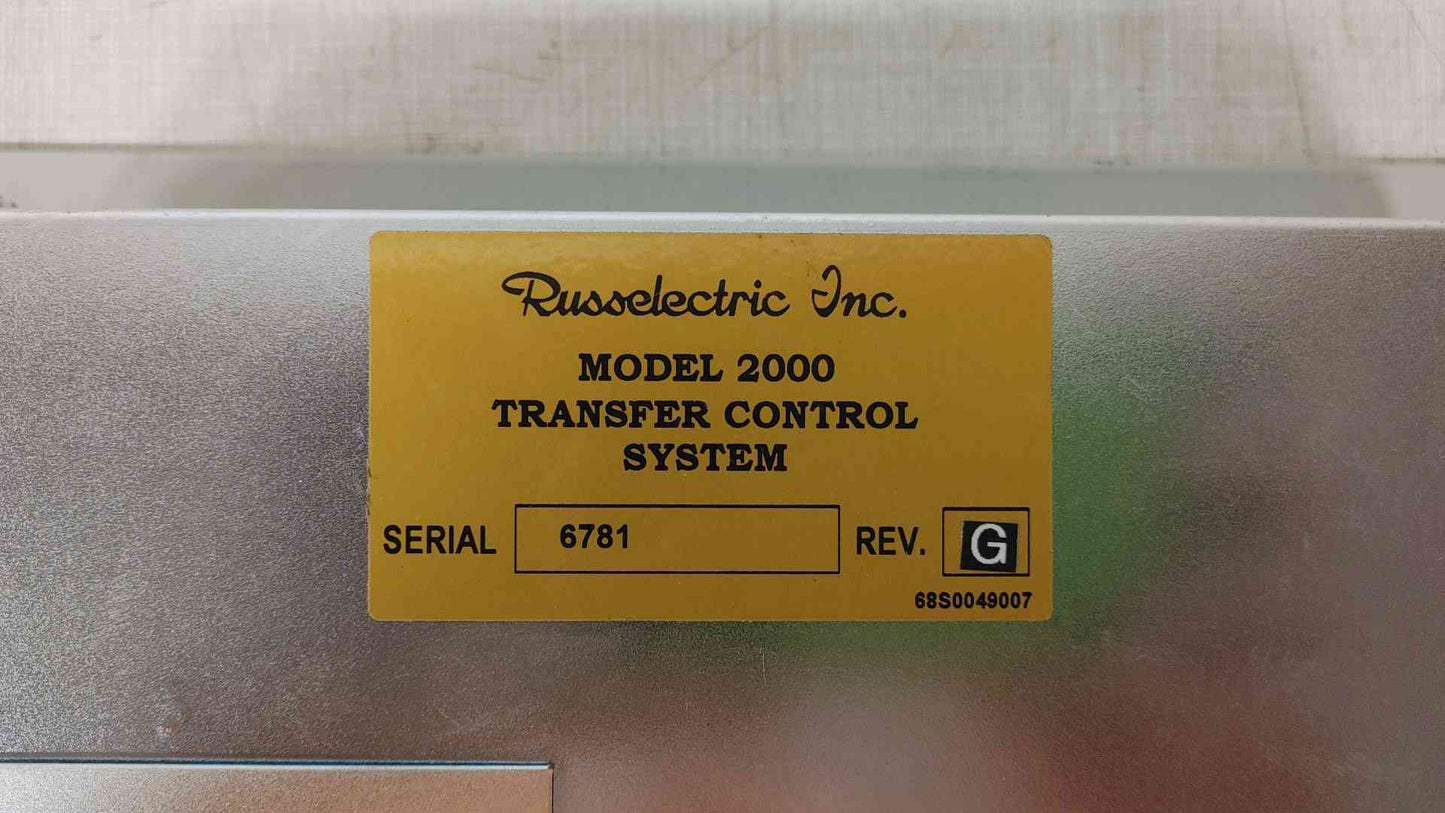 Russelectric Inc.
MODEL 2000
TRANSFER CONTROL
SYSTEM
SERIAL 6781 REV. G
68S0049007